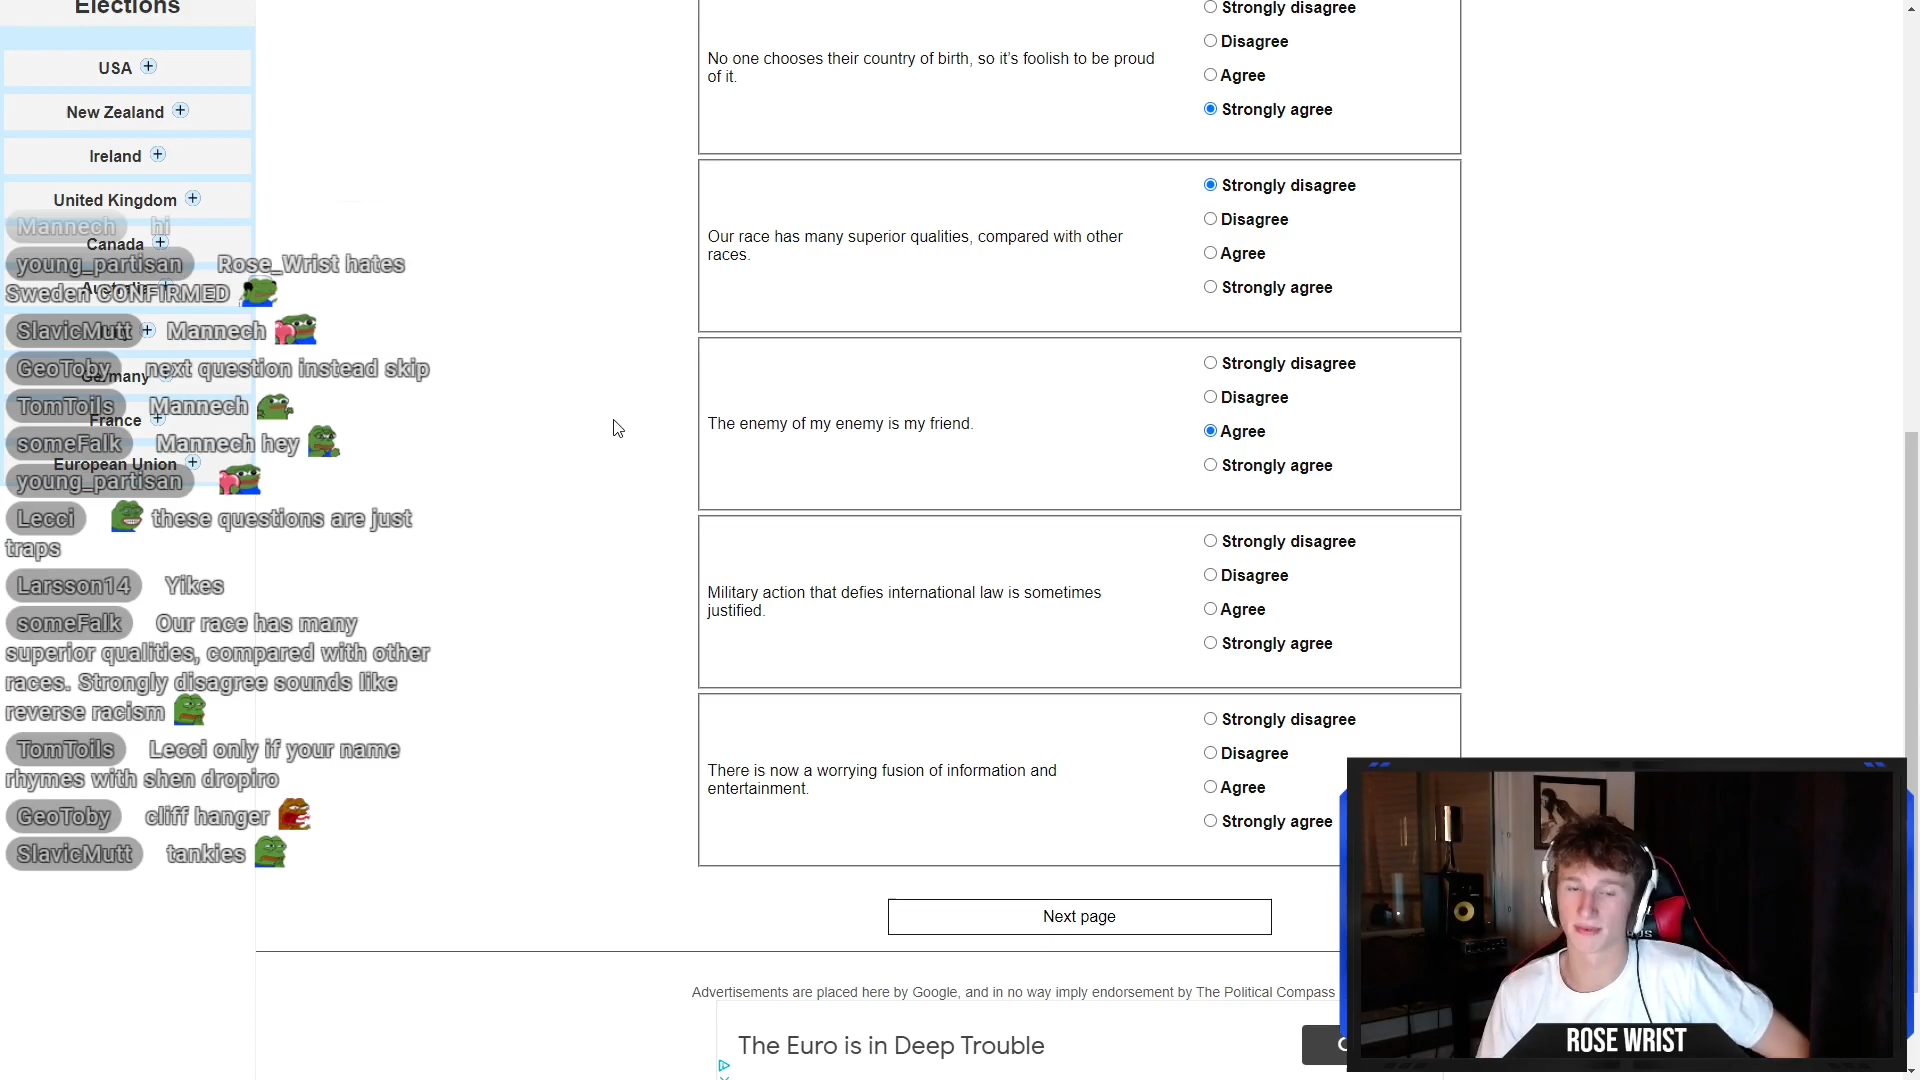 Elections
USA
New Zealand
Ireland
United Kingdom
Canada
Germany
France
European Union
Mannech hi
young_partisan Rose_Wrist hates
Sweden CONFIRMED
SlavicMutt Mannech
GeoToby next question instead skip
TomToils Mannech
someFalk Mannech hey
young_partisan
Lecci these questions are just
traps
Larsson14 Yikes
someFalk Our race has many
superior qualities, compared with other
races. Strongly disagree sounds like
reverse racism
TomToils Lecci only if your name
rhymes with shen dropiro
GeoToby cliff hanger
SlavicMutt tankies
No one chooses their country of birth, so it’s foolish to be proud
of it.
Strongly disagree
Disagree
Agree
Strongly agree
Our race has many superior qualities, compared with other
races.
Strongly disagree
Disagree
Agree
Strongly agree
The enemy of my enemy is my friend.
Strongly disagree
Disagree
Agree
Strongly agree
Military action that defies international law is sometimes
justified.
Strongly disagree
Disagree
Agree
Strongly agree
There is now a worrying fusion of information and
entertainment.
Strongly disagree
Disagree
Agree
Strongly agree
Next page
Advertisements are placed here by Google, and in no way imply endorsement by The Political Compass
The Euro is in Deep Trouble
ROSE WRIST